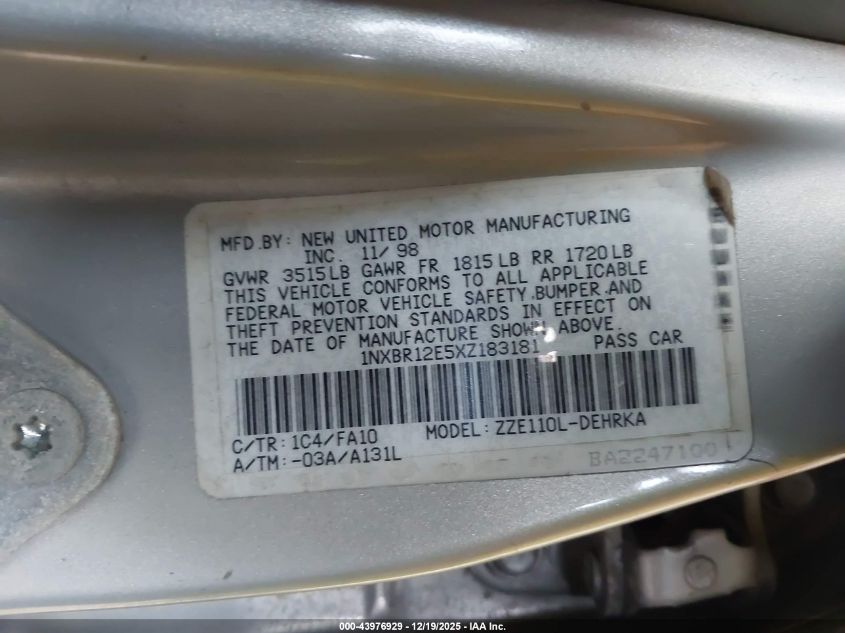 MFD.BY: NEW UNITED MOTOR MANUFACTURING
INC. 11/98
GVWR 3515LB GAWR FR 1815LB RR 1720LB
THIS VEHICLE CONFORMS TO ALL APPLICABLE
FEDERAL MOTOR VEHICLE SAFETY,BUMPER,AND
THEFT PREVENTION STANDARDS IN EFFECT ON
THE DATE OF MANUFACTURE SHOWN ABOVE.
1NXBR12E5XZ183181 PASS CAR
C/TR: 1C4/FA10 MODEL: ZZE110L-DEHRKA
A/TM: -03A/A131L
BA2247100
000-43976929 - 12/19/2025 - IAA Inc.